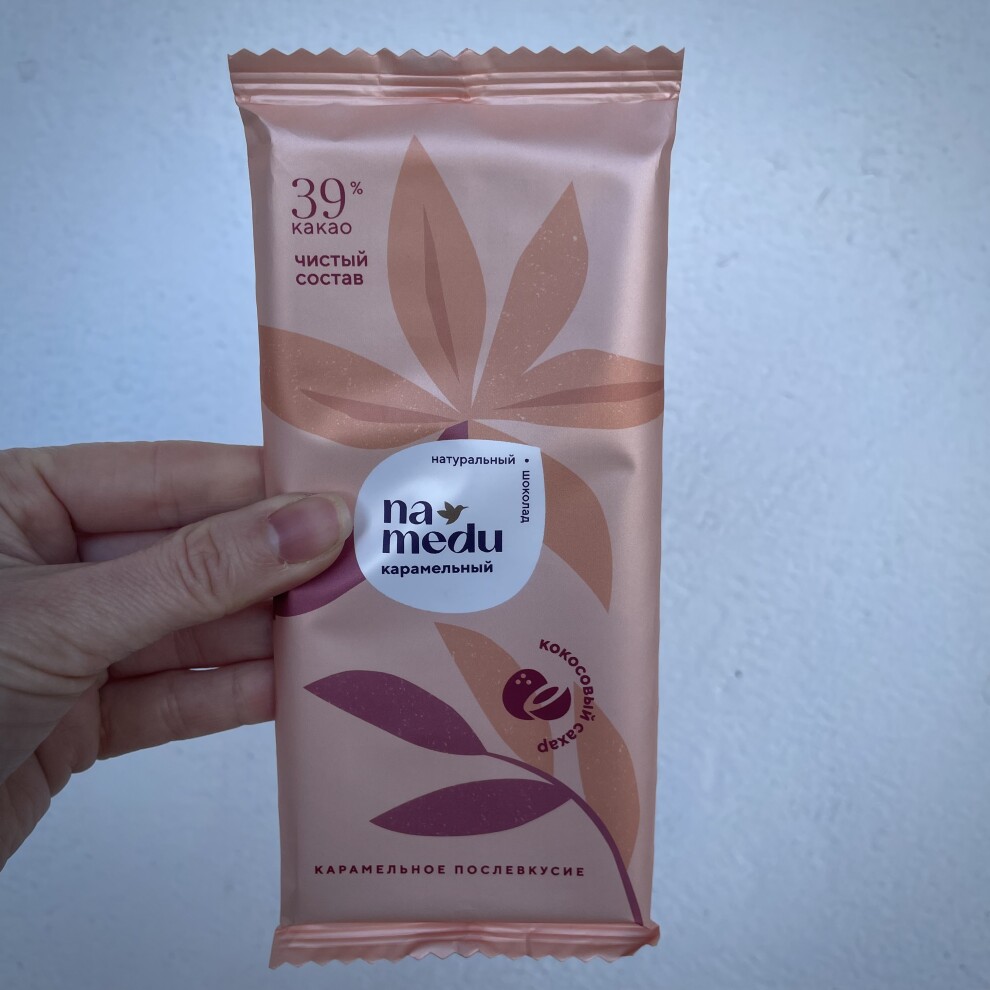 39%
какао
чистый
состав
натуральный •
шоколад
na
medu
карамельный
кокосовый сахар
КАРАМЕЛЬНОЕ ПОСЛЕВКУСИЕ